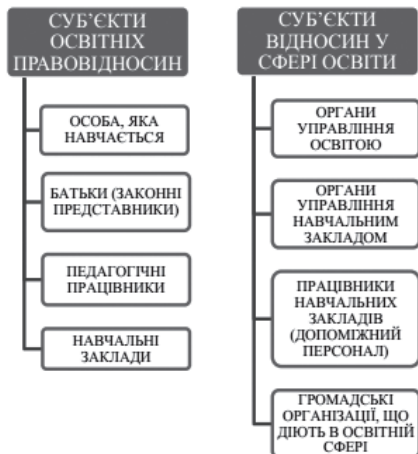 СУБ’ЄКТИ
ОСВІТНІХ
ПРАВОВІДНОСИН
ОСОБА, ЯКА
НАВЧАЄТЬСЯ
БАТЬКИ (ЗАКОННІ
ПРЕДСТАВНИКИ)
ПЕДАГОГІЧНІ
ПРАЦІВНИКИ
НАВЧАЛЬНІ
ЗАКЛАДИ
СУБ’ЄКТИ
ВІДНОСИН У
СФЕРІ ОСВІТИ
ОРГАНИ
УПРАВЛІННЯ
ОСВІТОЮ
ОРГАНИ
УПРАВЛІННЯ
НАВЧАЛЬНИМ
ЗАКЛАДОМ
ПРАЦІВНИКИ
НАВЧАЛЬНИХ
ЗАКЛАДІВ
(ДОПОМІЖНИЙ
ПЕРСОНАЛ)
ГРОМАДСЬКІ
ОРГАНІЗАЦІЇ, ЩО
ДІЮТЬ В ОСВІТНІЙ
СФЕРІ